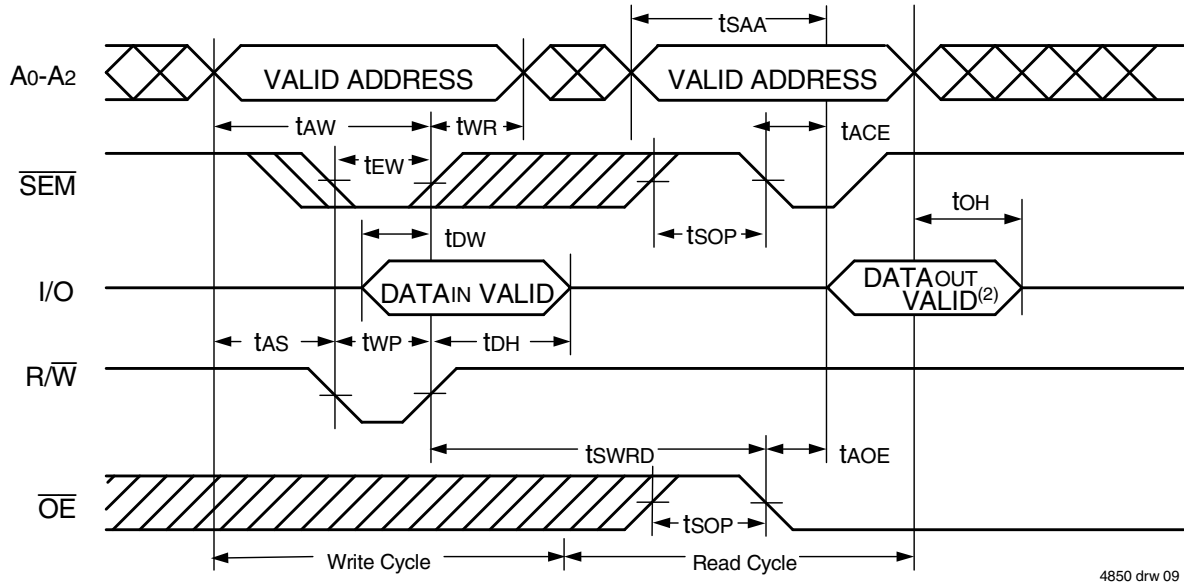 tSAA
A0-A2
VALID ADDRESS
VALID ADDRESS
tAW
tWR
tACE
tEW
SEM
tSOP
tOH
tDW
I/O
DATAIN VALID
DATAOUT
VALID(2)
tAS
tWP
tDH
R/W
tSWRD
tAOE
OE
tSOP
Write Cycle
Read Cycle
4850 drw 09